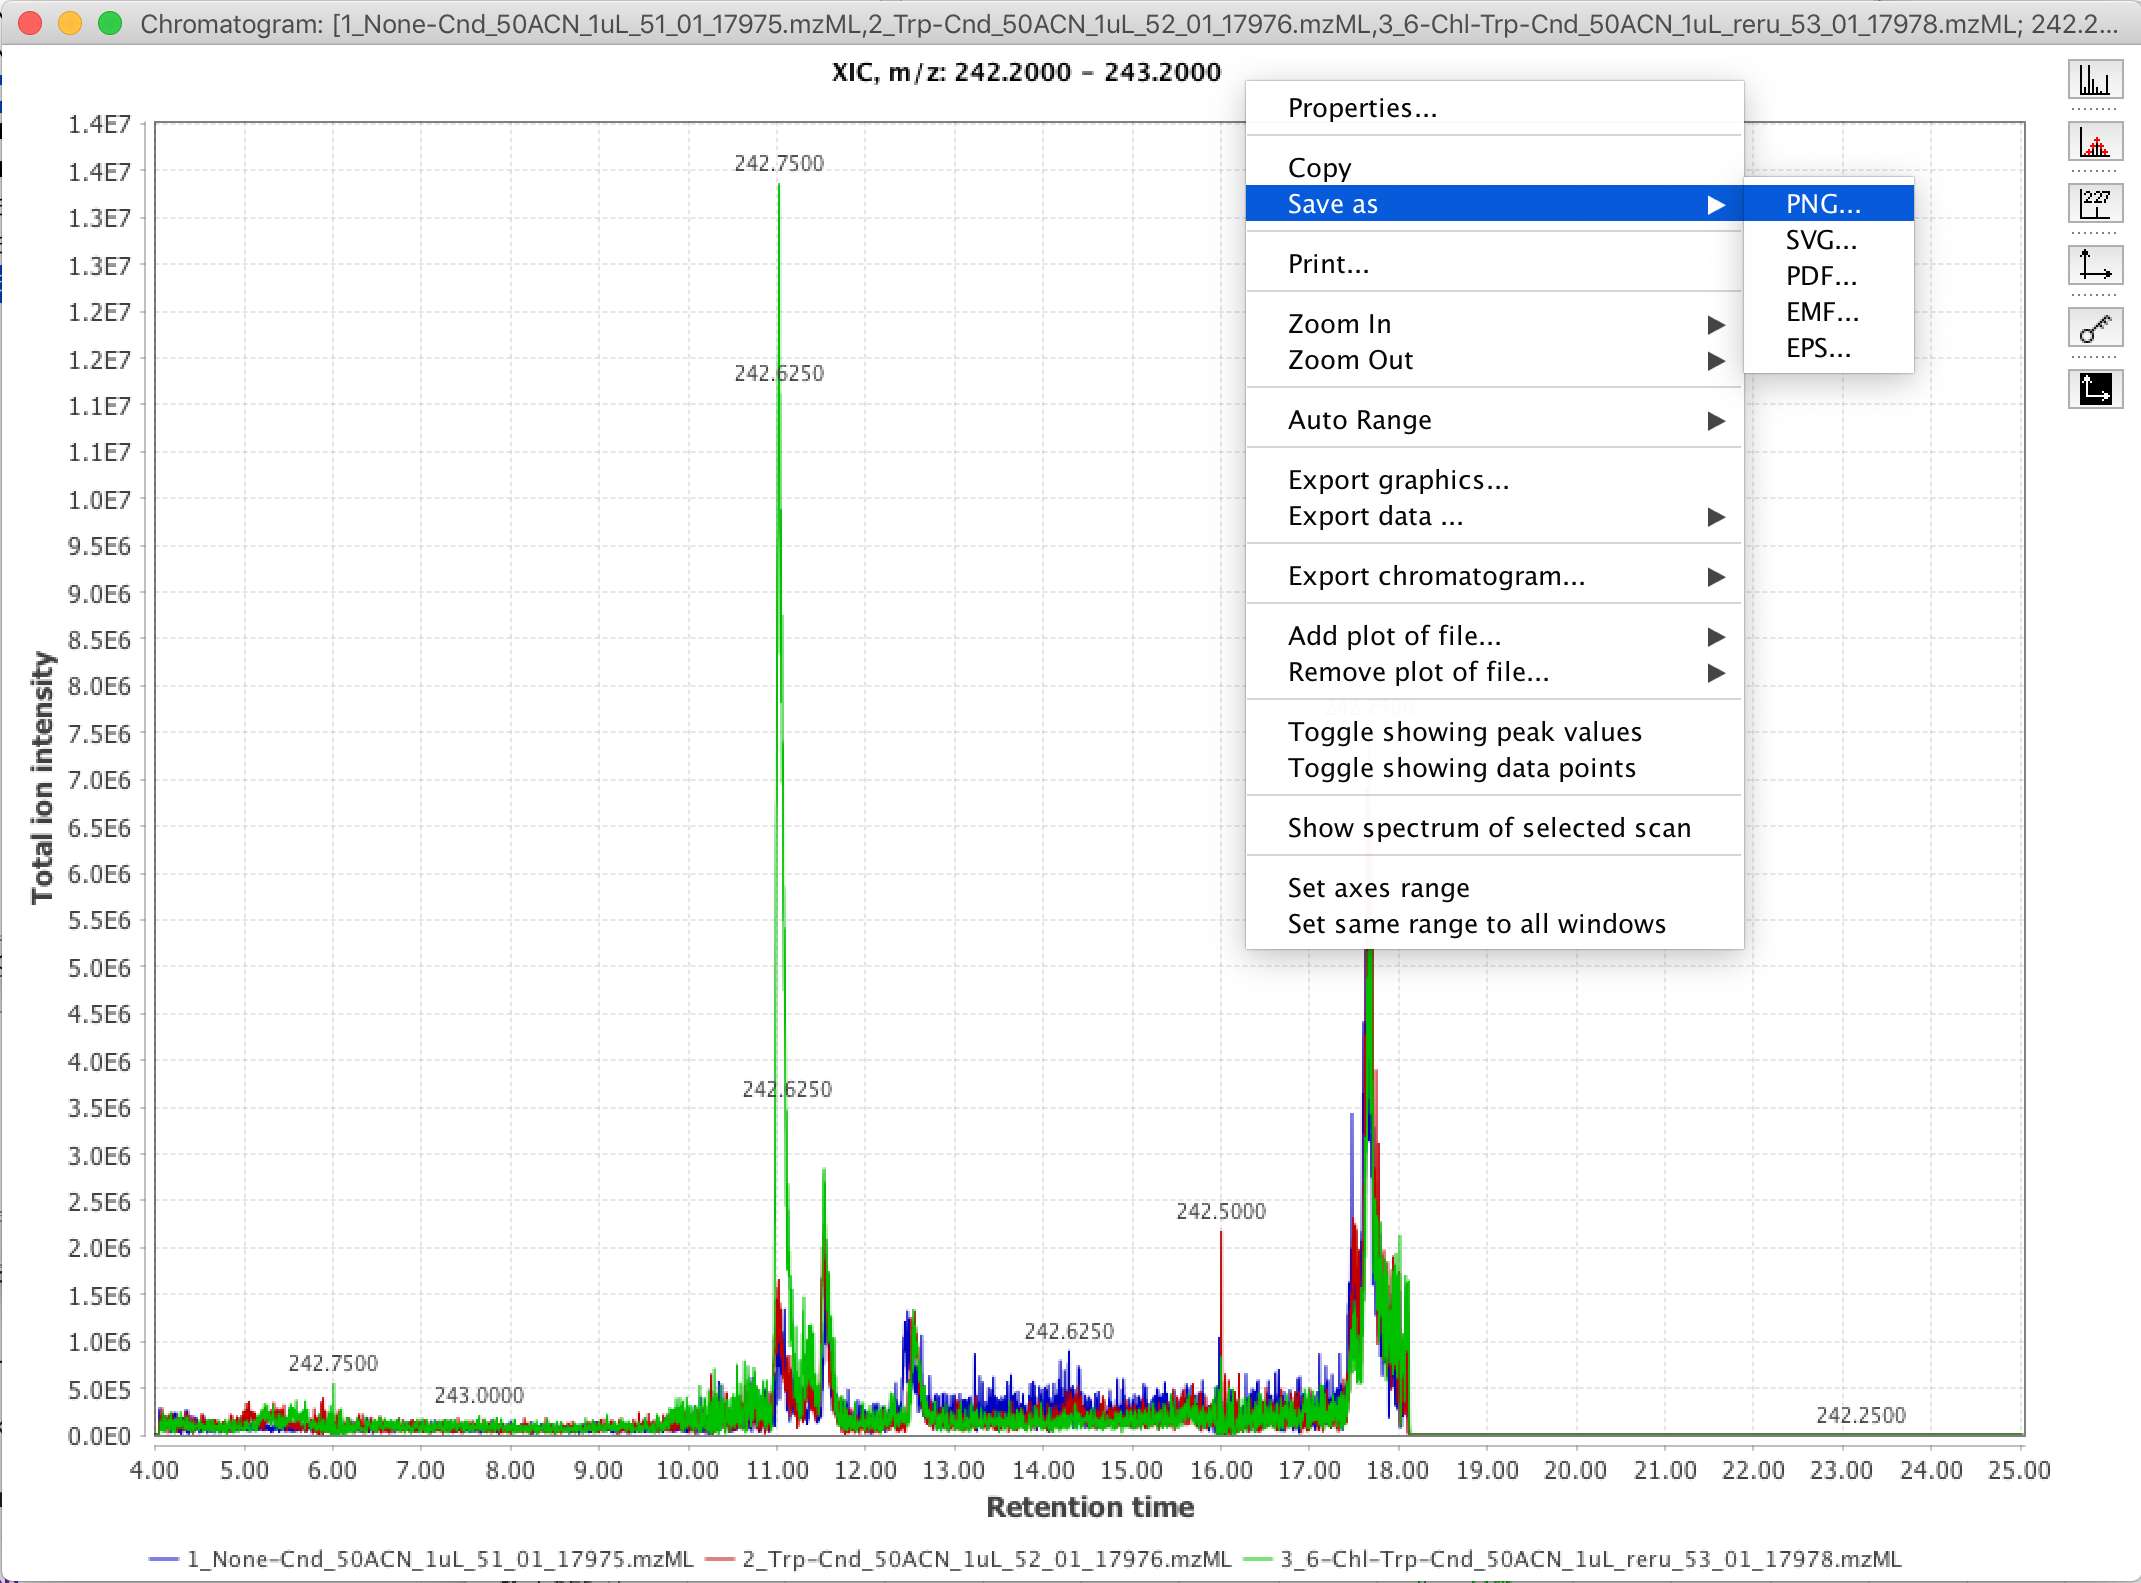 Chromatogram: [1_None-Cnd_50ACN_1uL_51_01_17975.mzML,2_Trp-Cnd_50ACN_1uL_52_01_17976.mzML,3_6-Chl-Trp-Cnd_50ACN_1uL_reru_53_01_17978.mzML; 242.2...
XIC, m/z: 242.2000 – 243.2000
Properties...
Copy
Save as
PNG...
SVG...
PDF...
EMF...
EPS...
Print...
Zoom In
Zoom Out
Auto Range
Export graphics...
Export data ...
Export chromatogram...
Add plot of file...
Remove plot of file...
Toggle showing peak values
Toggle showing data points
Show spectrum of selected scan
Set axes range
Set same range to all windows
227
Total ion intensity
1.4E7
1.4E7
1.3E7
1.3E7
1.2E7
1.2E7
1.1E7
1.1E7
1.0E7
9.5E6
9.0E6
8.5E6
8.0E6
7.5E6
7.0E6
6.5E6
6.0E6
5.5E6
5.0E6
4.5E6
4.0E6
3.5E6
3.0E6
2.5E6
2.0E6
1.5E6
1.0E6
5.0E5
0.0E0
242.7500
242.6250
242.6250
242.5000
242.6250
242.7500
243.0000
242.2500
4.00 5.00 6.00 7.00 8.00 9.00 10.00 11.00 12.00 13.00 14.00 15.00 16.00 17.00 18.00 19.00 20.00 21.00 22.00 23.00 24.00 25.00
Retention time
1_None-Cnd_50ACN_1uL_51_01_17975.mzML 2_Trp-Cnd_50ACN_1uL_52_01_17976.mzML 3_6-Chl-Trp-Cnd_50ACN_1uL_reru_53_01_17978.mzML